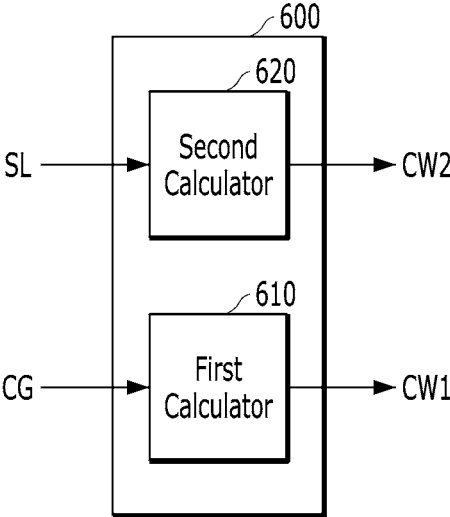 600
620
SL
Second
Calculator
CW2
610
CG
First
Calculator
CW1